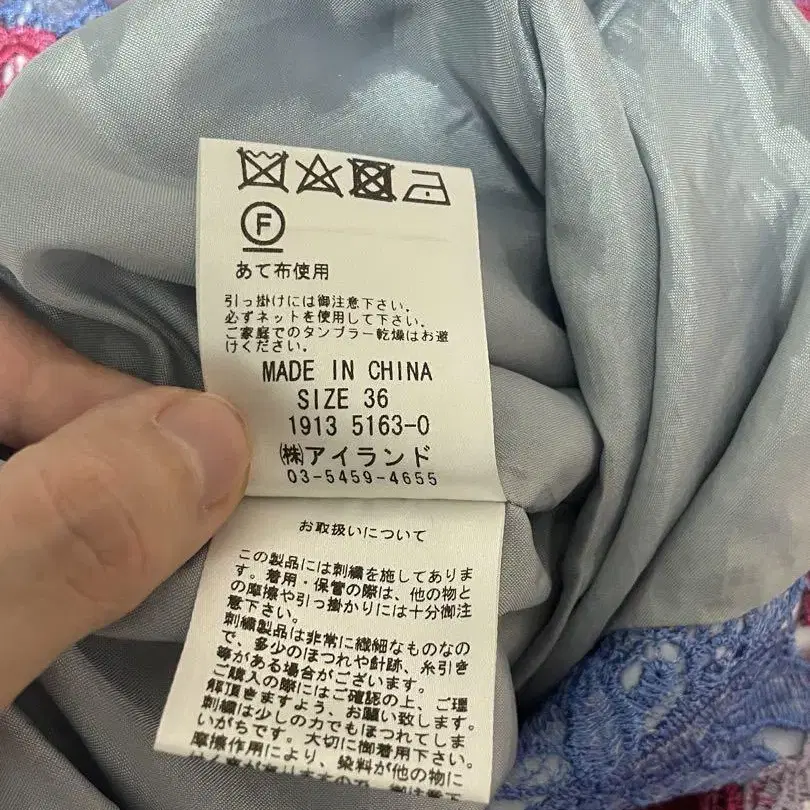 F
あて布使用
引っ掛けには御注意下さい。
必ずネットを使用して下さい。
ご家庭でのタンブラー乾燥はお避
けください。
MADE IN CHINA
SIZE 36
1913 5163-0
㈱アイランド
03-5459-4655
お取扱いについて
この製品には刺繍を施してありま
す。着用・保管の際は、他の物と
の摩擦や引っ掛かりには十分御注
意下さい。
刺繍製品は非常に繊細なものなの
で、多少のほつれや針跡、糸引き
等がある場合がございます。
ご購入の際にはご確認の上、ご理
解頂きますよう、お願い致します。
刺繍は少しの力でもほつれてしま
いがちです。大切に御着用下さい。
摩擦作用により、染料が他の物に